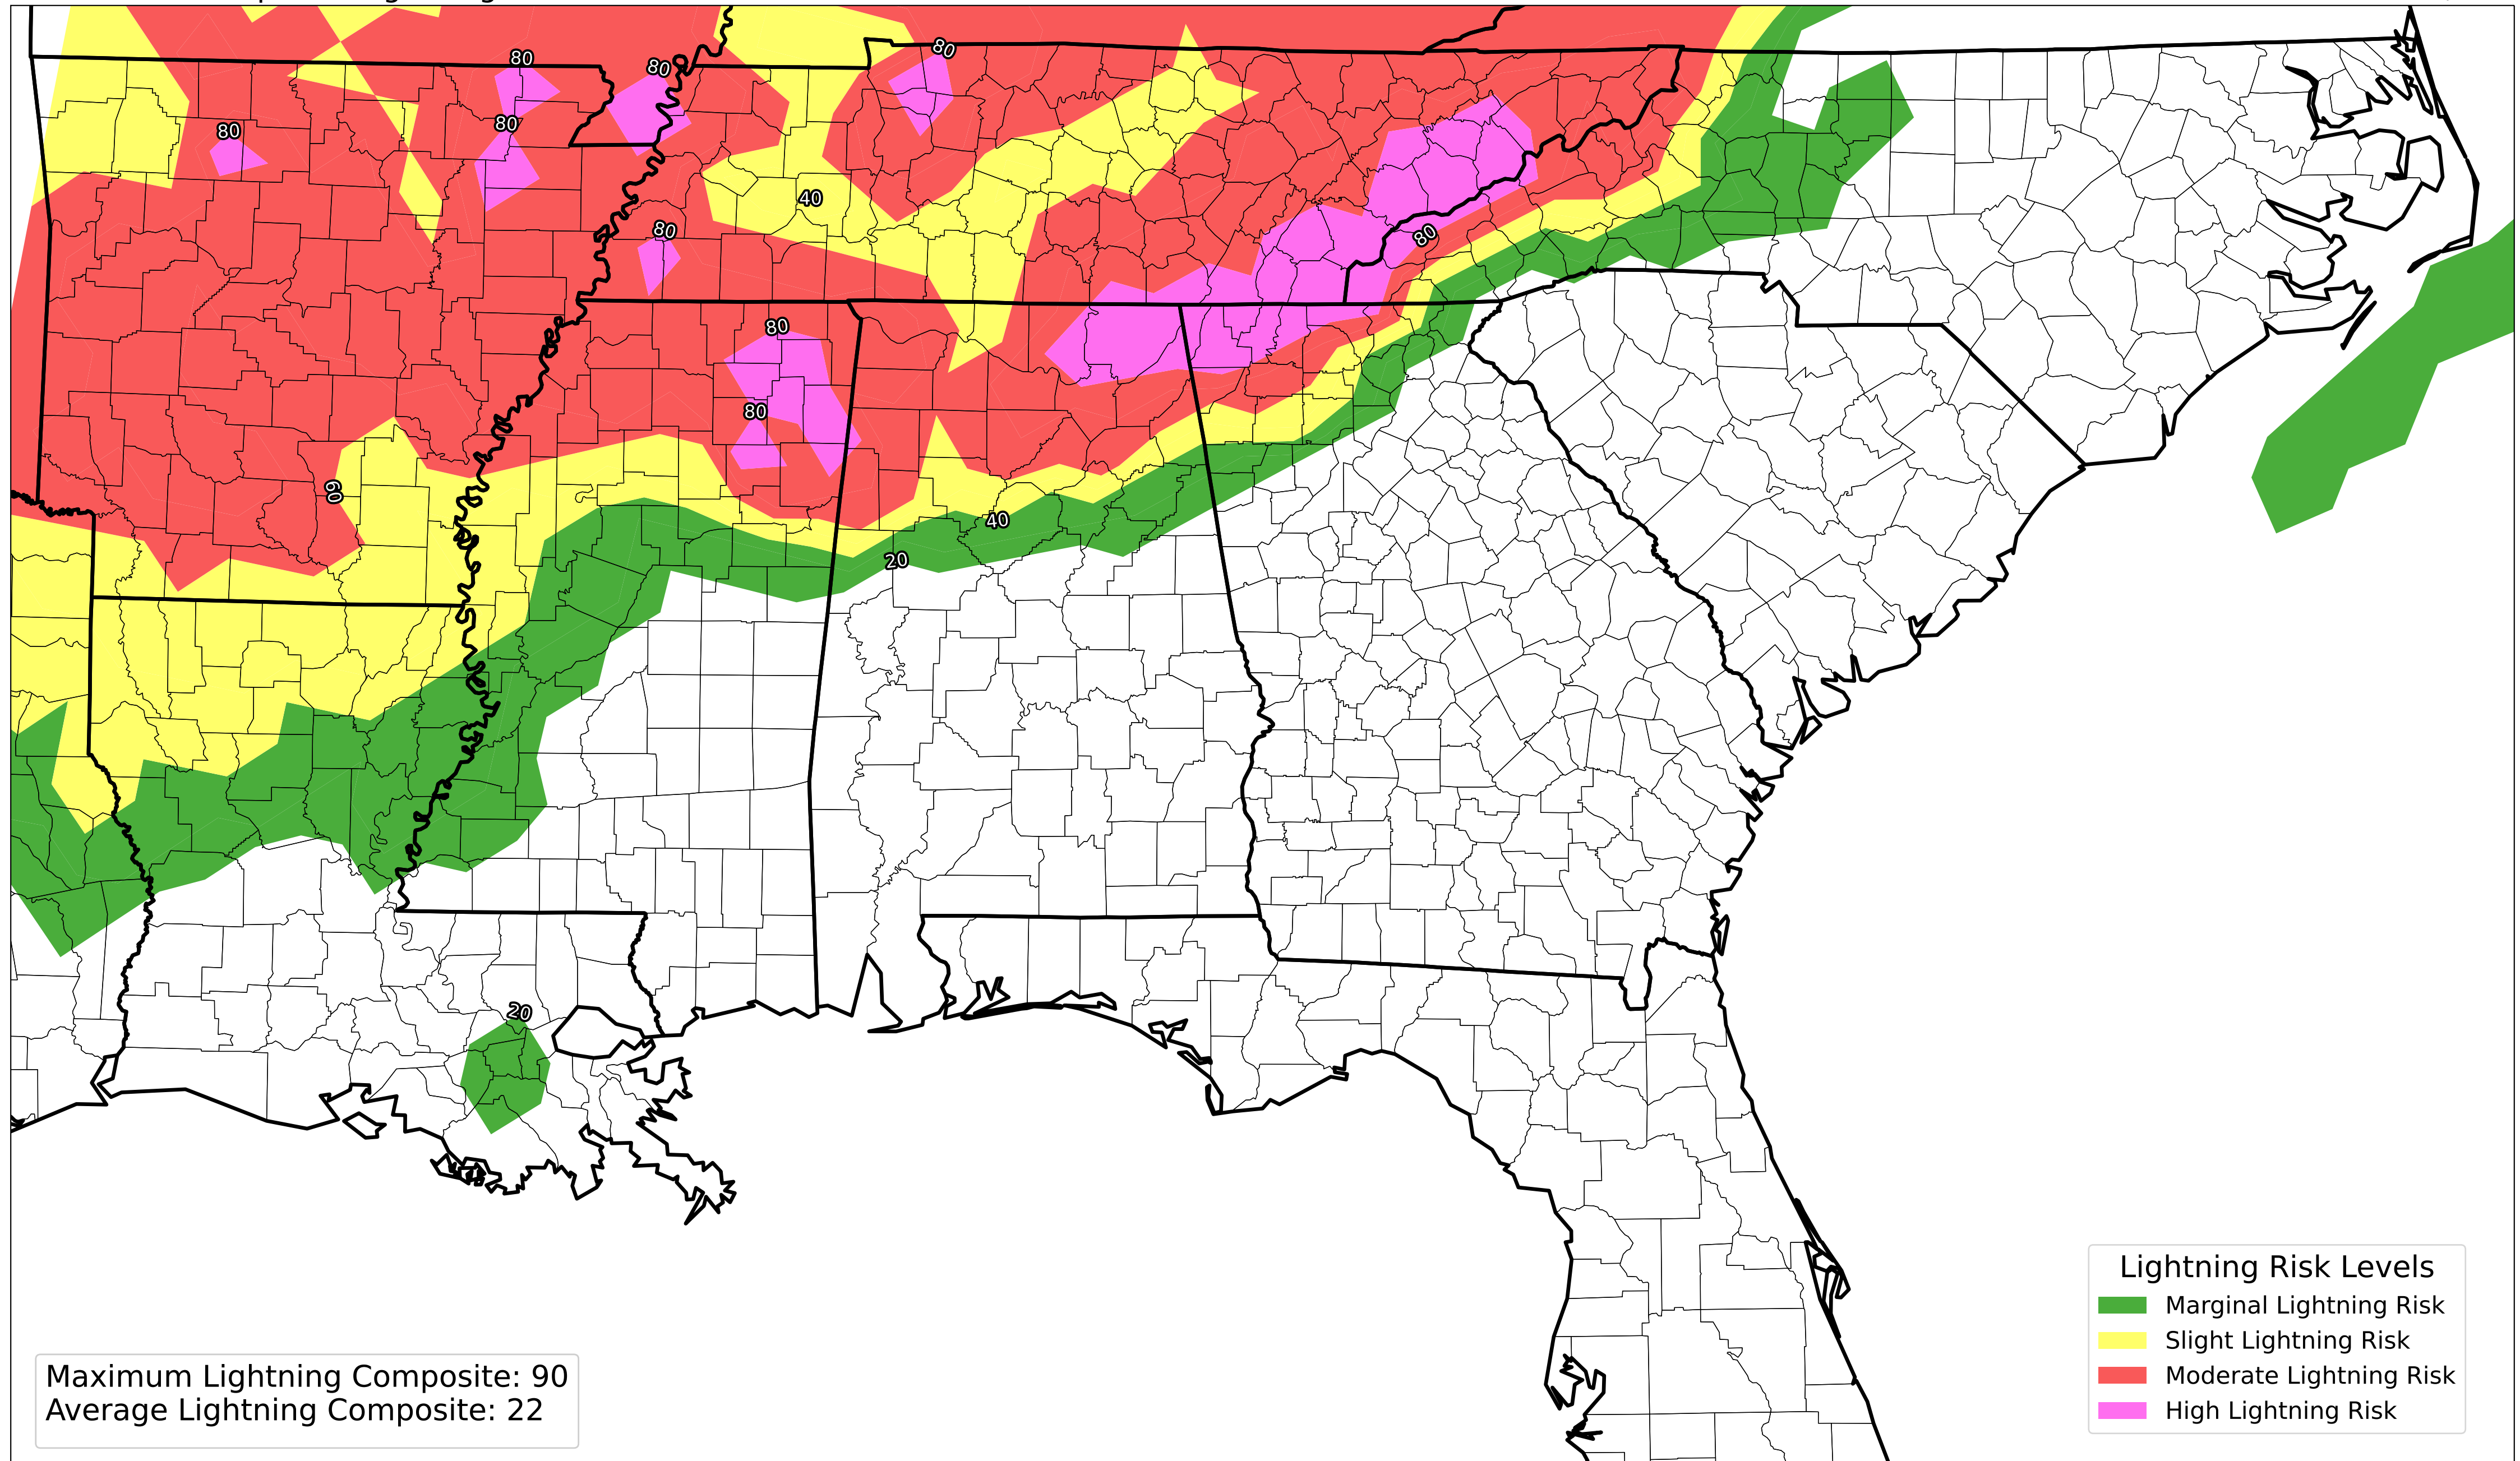 80
80
80
80
80
40
80
80
80
80
60
40
20
20
Lightning Risk Levels
Marginal Lightning Risk
Slight Lightning Risk
Moderate Lightning Risk
High Lightning Risk
Maximum Lightning Composite: 90
Average Lightning Composite: 22